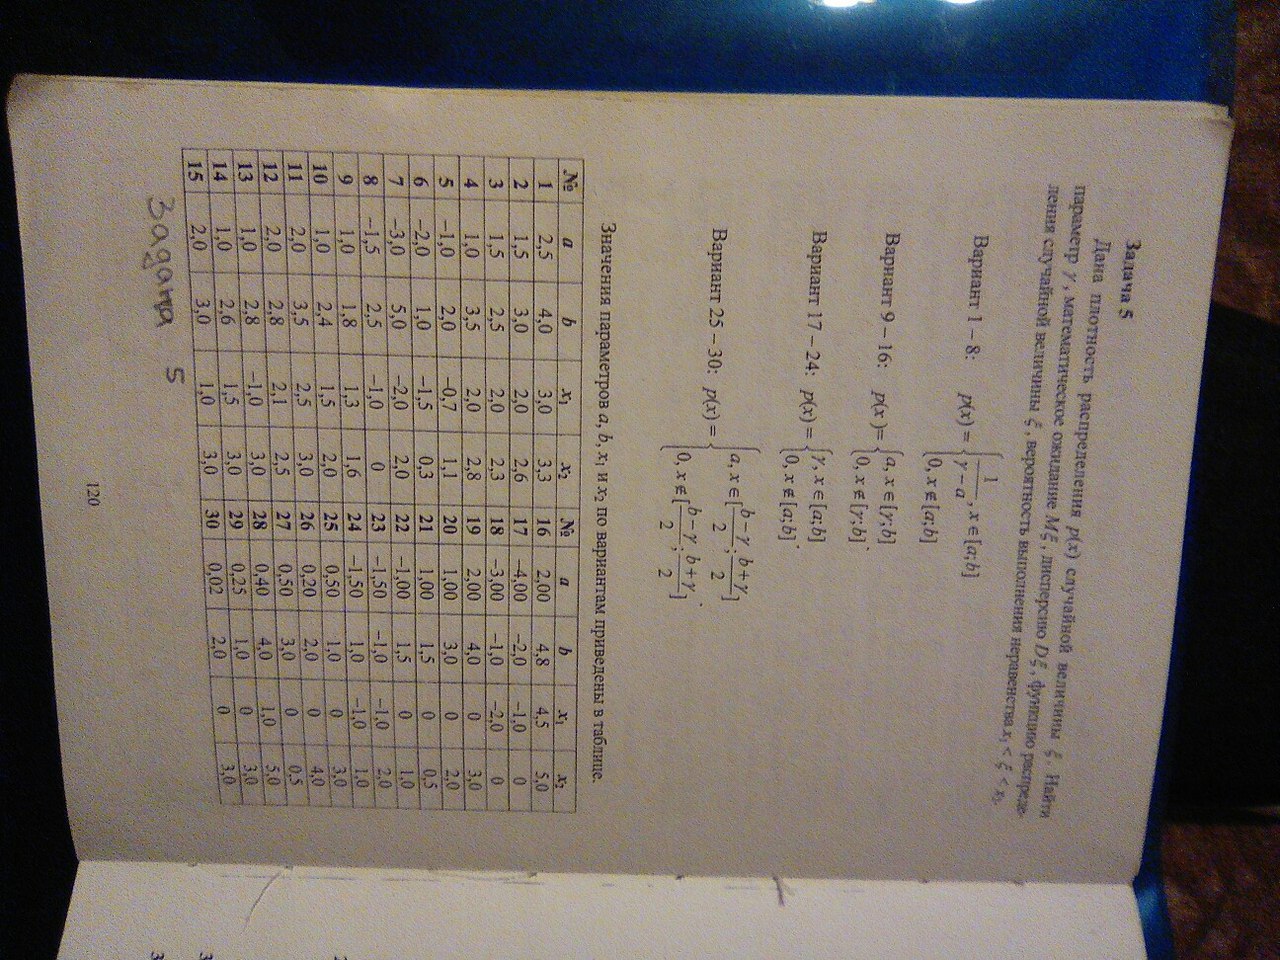 Задача 5
Дана плотность распределения p(x) случайной величины ξ. Найти
параметр γ, математическое ожидание Mξ, дисперсию Dξ, функцию распреде-
ления случайной величины ξ, вероятность выполнения неравенства x₁ < ξ < x₂.
Вариант 1 – 8: p(x) = { 1/(γ − a), x ∈ [a;b]
0, x ∉ [a;b]
Вариант 9 – 16: p(x) = { a, x ∈ [γ;b]
0, x ∉ [γ;b] .
Вариант 17 – 24: p(x) = { γ, x ∈ [a;b]
0, x ∉ [a;b] .
Вариант 25 – 30: p(x) = { a, x ∈ [(b − γ)/2; (b + γ)/2]
0, x ∉ [(b − γ)/2; (b + γ)/2] .
Значения параметров a, b, x₁ и x₂ по вариантам приведены в таблице.
№ a b x₁ x₂ № a b x₁ x₂
1 2,5 4,0 3,0 3,3 16 2,00 4,8 4,5 5,0
2 1,5 3,0 2,0 2,6 17 −4,00 −2,0 −1,0 0
3 1,5 2,5 2,0 2,3 18 −3,00 −1,0 −2,0 0
4 1,0 3,5 2,0 2,8 19 2,00 4,0 0 3,0
5 −1,0 2,0 −0,7 1,1 20 1,00 3,0 0 2,0
6 −2,0 1,0 −1,5 0,3 21 1,00 1,5 0 0,5
7 −3,0 5,0 −2,0 2,0 22 −1,00 1,5 0 1,0
8 −1,5 2,5 −1,0 0 23 −1,50 −1,0 −1,0 2,0
9 1,0 1,8 1,3 1,6 24 −1,50 1,0 −1,0 1,0
10 1,0 2,4 1,5 2,0 25 0,50 1,0 0 3,0
11 2,0 3,5 2,5 3,0 26 0,20 2,0 0 4,0
12 2,0 2,8 2,1 2,5 27 0,50 3,0 0 0,5
13 1,0 2,8 −1,0 3,0 28 0,40 4,0 1,0 5,0
14 1,0 2,6 1,5 3,0 29 0,25 1,0 0 3,0
15 2,0 3,0 1,0 3,0 30 0,02 2,0 0 3,0
Задача 5
120